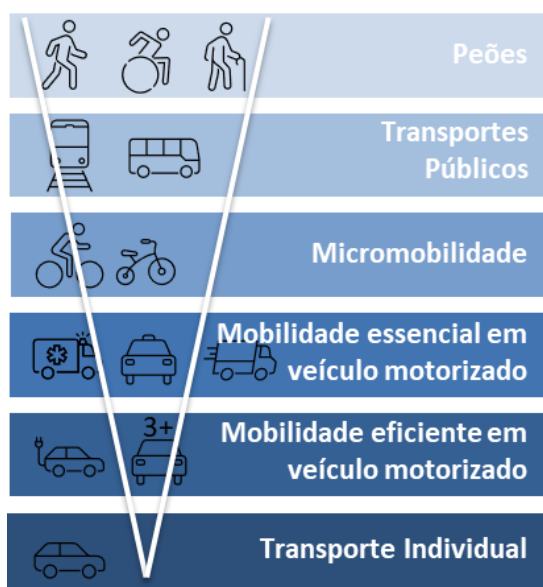 Peões
Transportes
Públicos
Micromobilidade
Mobilidade essencial em
veículo motorizado
3+
Mobilidade eficiente em
veículo motorizado
Transporte Individual